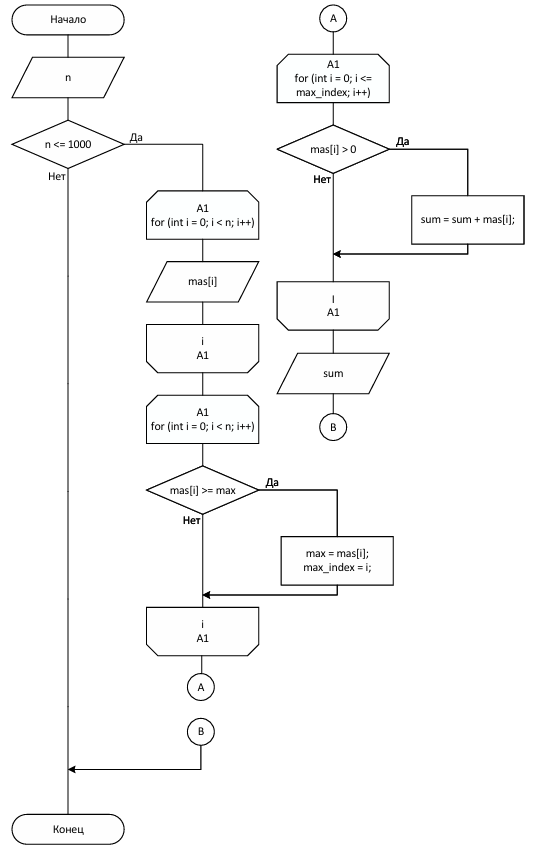 Начало
n
n <= 1000
Да
Нет
A1
for (int i = 0; i < n; i++)
mas[i]
i
A1
A1
for (int i = 0; i < n; i++)
mas[i] >= max
Да
Нет
max = mas[i];
max_index = i;
i
A1
A
B
Конец
A
A1
for (int i = 0; i <=
max_index; i++)
mas[i] > 0
Да
Нет
sum = sum + mas[i];
I
A1
sum
B